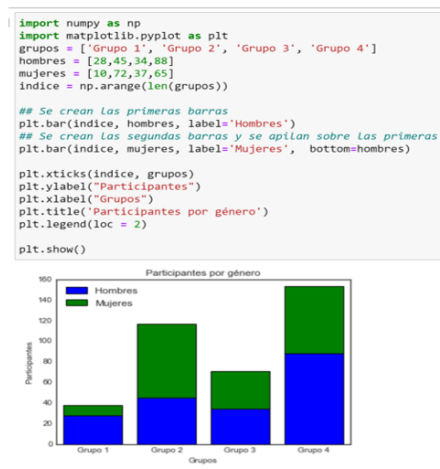 import numpy as np
import matplotlib.pyplot as plt
grupos = ['Grupo 1', 'Grupo 2', 'Grupo 3', 'Grupo 4']
hombres = [28,45,34,88]
mujeres = [10,72,37,65]
indice = np.arange(len(grupos))
## Se crean las primeras barras
plt.bar(indice, hombres, label='Hombres')
## Se crean las segundas barras y se apilan sobre las primeras
plt.bar(indice, mujeres, label='Mujeres', bottom=hombres)
plt.xticks(indice, grupos)
plt.ylabel("Participantes")
plt.xlabel("Grupos")
plt.title('Participantes por género')
plt.legend(loc = 2)
plt.show()
Participantes por género
160
140
120
100
80
60
40
20
0
Participantes
Hombres
Mujeres
Grupo 1 Grupo 2 Grupo 3 Grupo 4
Grupos